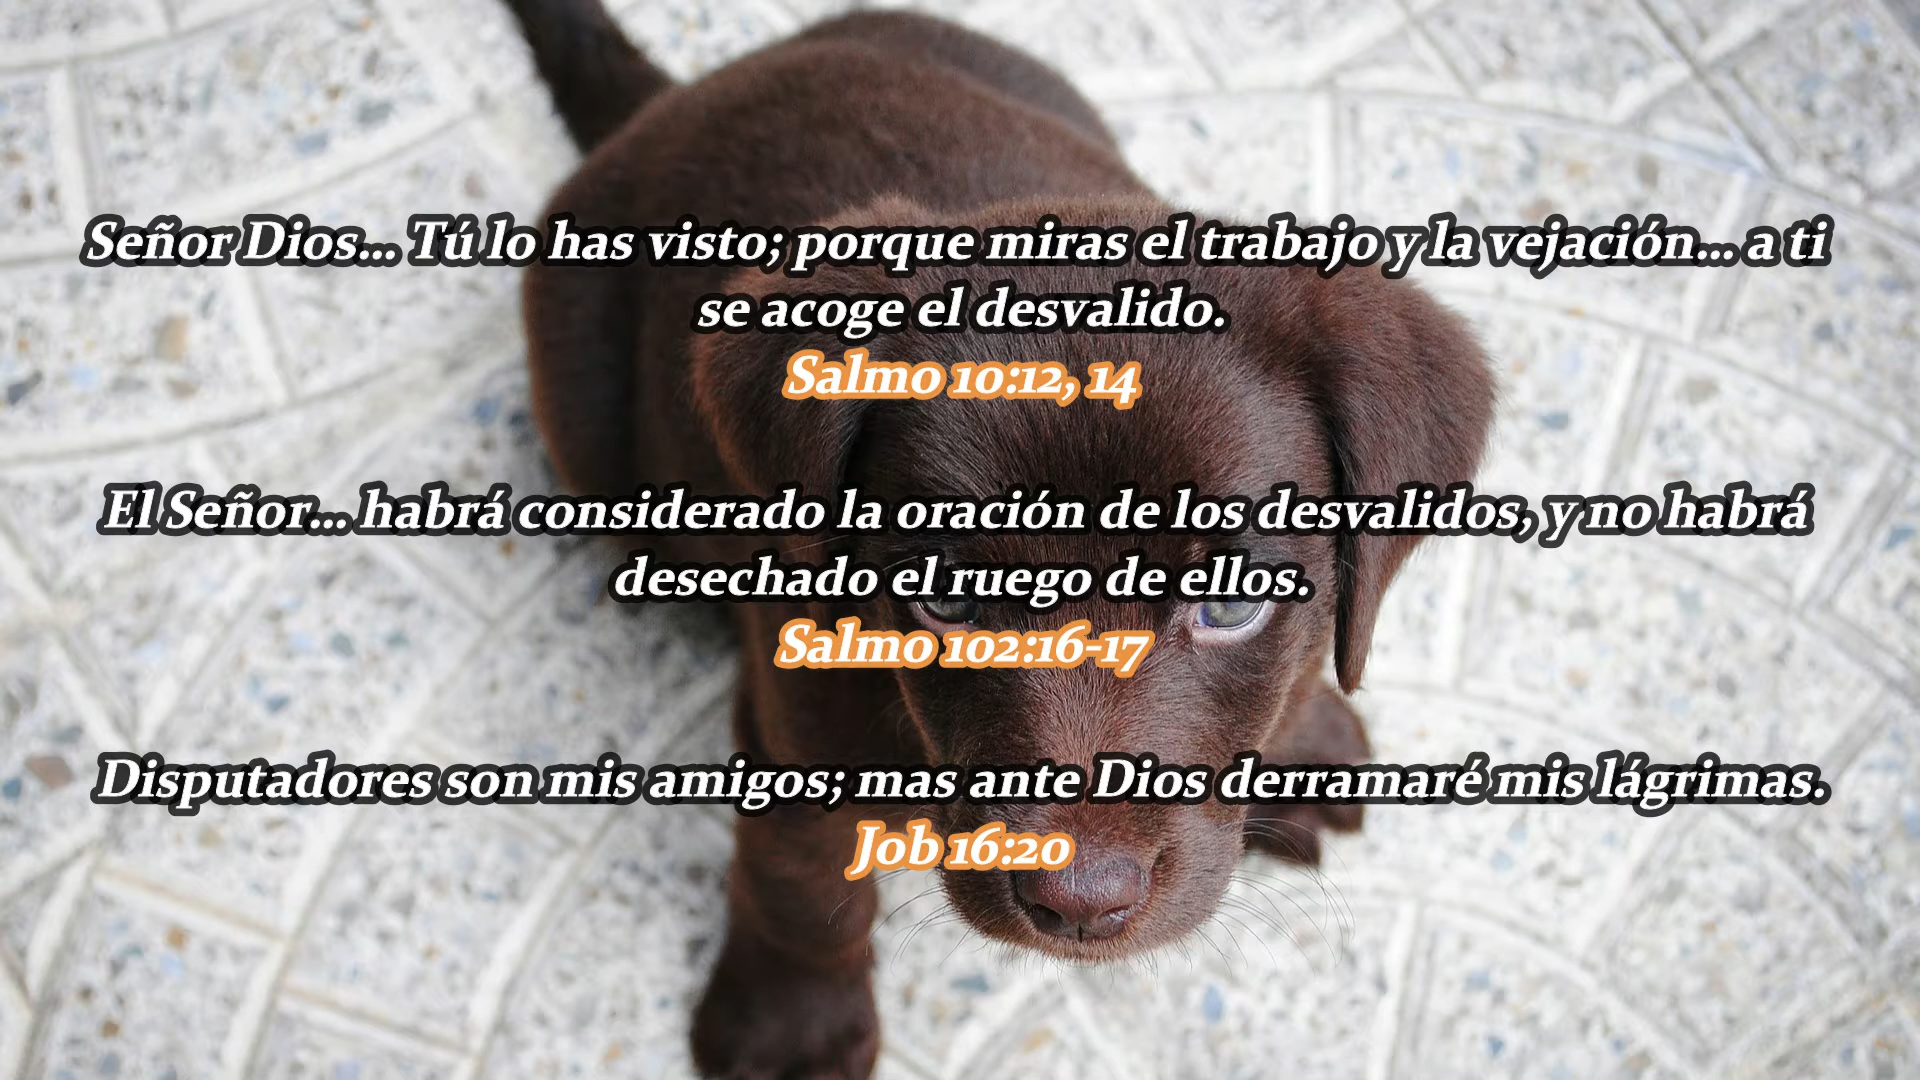 Señor Dios... Tú lo has visto; porque miras el trabajo y la vejación... a ti
se acoge el desvalido.
Salmo 10:12, 14
El Señor... habrá considerado la oración de los desvalidos, y no habrá
desechado el ruego de ellos.
Salmo 102:16-17
Disputadores son mis amigos; mas ante Dios derramaré mis lágrimas.
Job 16:20